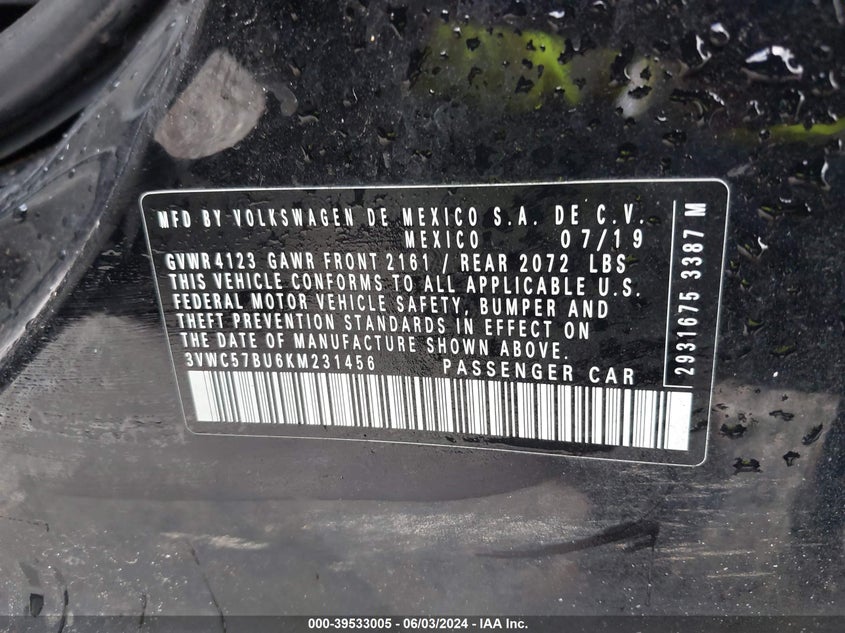 MFD BY VOLKSWAGEN DE MEXICO S.A. DE C.V.
MEXICO 07/19
GVWR 4123 GAWR FRONT 2161 / REAR 2072 LBS
THIS VEHICLE CONFORMS TO ALL APPLICABLE U.S.
FEDERAL MOTOR VEHICLE SAFETY, BUMPER AND
THEFT PREVENTION STANDARDS IN EFFECT ON
THE DATE OF MANUFACTURE SHOWN ABOVE.
3VWC57BU6KM231456 PASSENGER CAR
2931675 3387 M
000-39533005 - 06/03/2024 - IAA Inc.